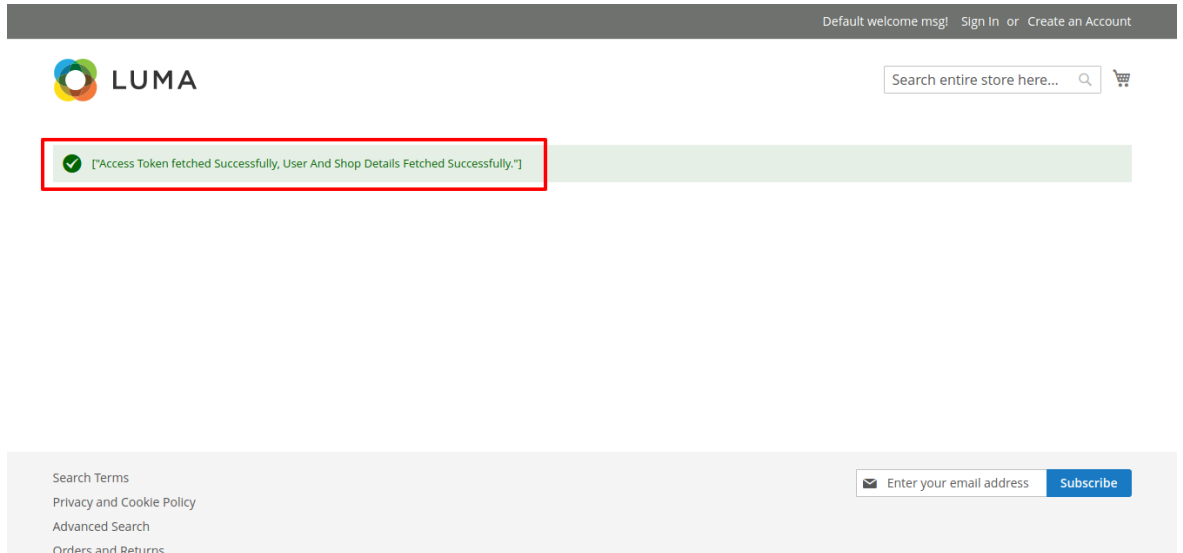 Default welcome msg! Sign In or Create an Account
LUMA
Search entire store here...
["Access Token fetched Successfully, User And Shop Details Fetched Successfully."]
Search Terms
Privacy and Cookie Policy
Advanced Search
Orders and Returns
Enter your email address
Subscribe